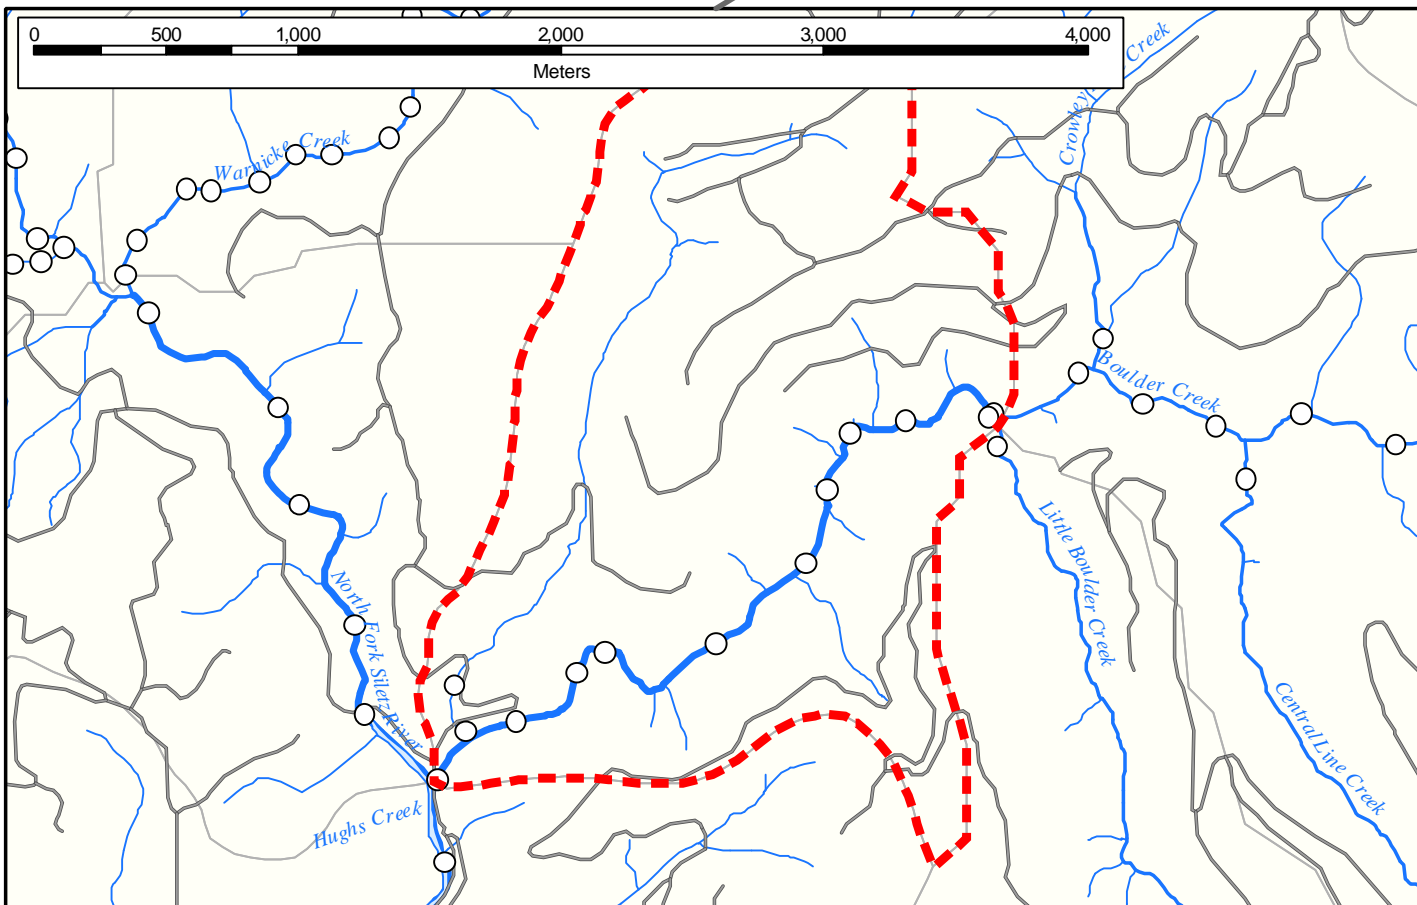 0 500 1,000 2,000 3,000 4,000
Meters
Crowley Creek
Warnicke Creek
Boulder Creek
Little Boulder Creek
North Fork Siletz River
Central Line Creek
Hughs Creek